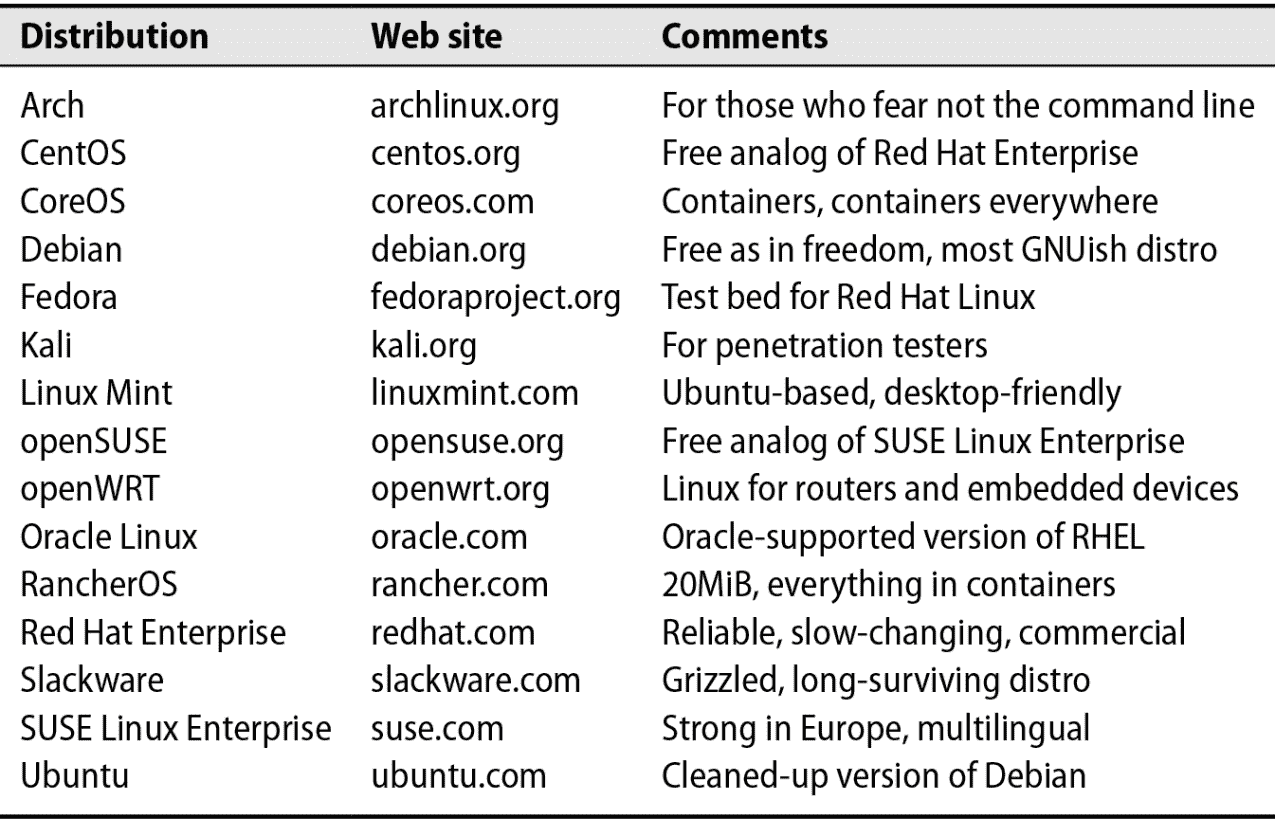 Distribution Web site Comments
Arch archlinux.org For those who fear not the command line
CentOS centos.org Free analog of Red Hat Enterprise
CoreOS coreos.com Containers, containers everywhere
Debian debian.org Free as in freedom, most GNUish distro
Fedora fedoraproject.org Test bed for Red Hat Linux
Kali kali.org For penetration testers
Linux Mint linuxmint.com Ubuntu-based, desktop-friendly
openSUSE opensuse.org Free analog of SUSE Linux Enterprise
openWRT openwrt.org Linux for routers and embedded devices
Oracle Linux oracle.com Oracle-supported version of RHEL
RancherOS rancher.com 20MiB, everything in containers
Red Hat Enterprise redhat.com Reliable, slow-changing, commercial
Slackware slackware.com Grizzled, long-surviving distro
SUSE Linux Enterprise suse.com Strong in Europe, multilingual
Ubuntu ubuntu.com Cleaned-up version of Debian